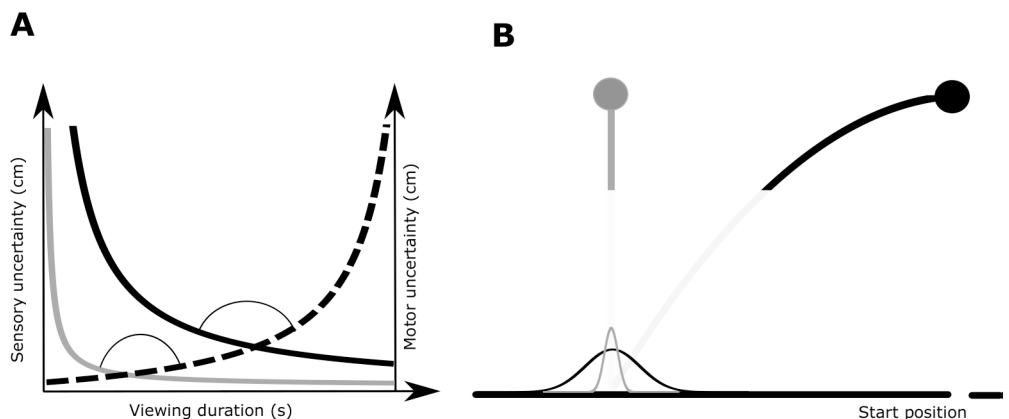 A
B
Sensory uncertainty (cm)
Motor uncertainty (cm)
Viewing duration (s)
Start position